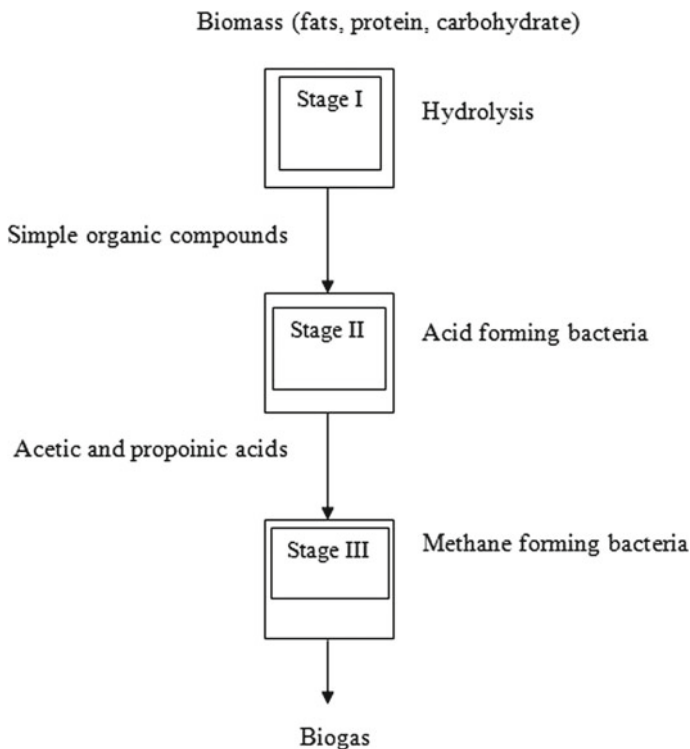 Biomass (fats, protein, carbohydrate)
Stage I
Hydrolysis
Simple organic compounds
Stage II
Acid forming bacteria
Acetic and propoinic acids
Stage III
Methane forming bacteria
Biogas